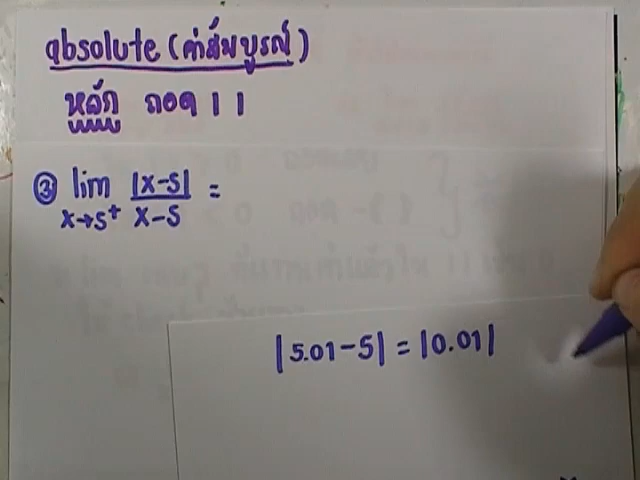 absolute (ค่าสัมบูรณ์)
หลัก ถอด | |
③ lim |x-5| =
x→5⁺ x-5
|5.01-5| = |0.01|